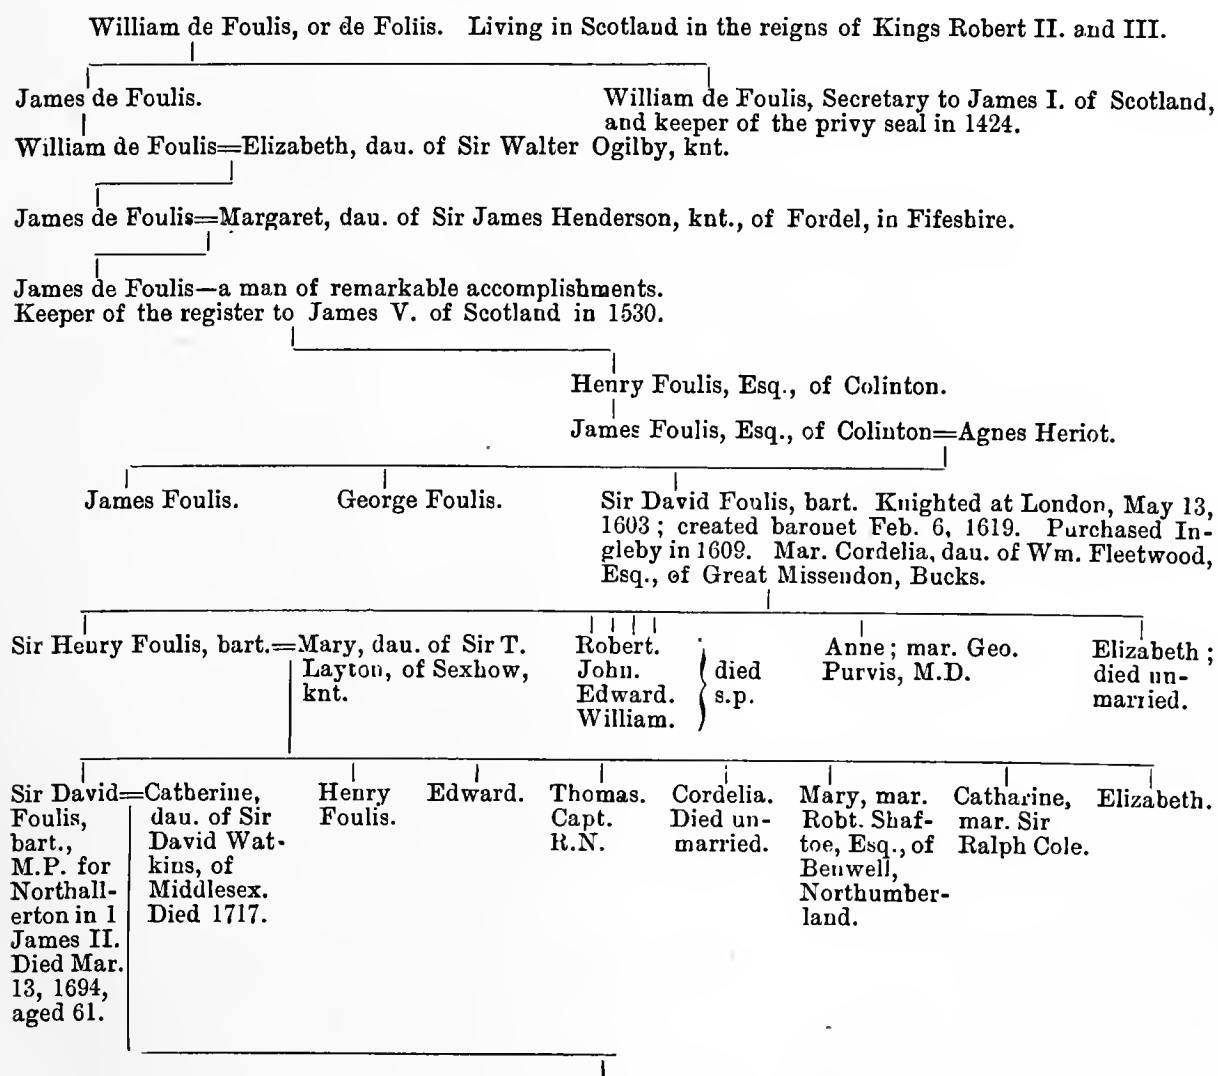 William de Foulis, or de Foliis. Living in Scotland in the reigns of Kings Robert II. and III.
James de Foulis.
William de Foulis, Secretary to James I. of Scotland,
and keeper of the privy seal in 1424.
William de Foulis=Elizabeth, dau. of Sir Walter Ogilby, knt.
James de Foulis=Margaret, dau. of Sir James Henderson, knt., of Fordel, in Fifeshire.
James de Foulis—a man of remarkable accomplishments.
Keeper of the register to James V. of Scotland in 1530.
Henry Foulis, Esq., of Colinton.
James Foulis, Esq., of Colinton=Agnes Heriot.
James Foulis.
George Foulis.
Sir David Foulis, bart. Knighted at London, May 13,
1603; created baronet Feb. 6, 1619. Purchased In-
gleby in 1609. Mar. Cordelia, dau. of Wm. Fleetwood,
Esq., of Great Missendon, Bucks.
Sir Henry Foulis, bart.=Mary, dau. of Sir T.
Layton, of Sexhow,
knt.
Robert.
John.
Edward.
William.
died
s.p.
Anne; mar. Geo.
Purvis, M.D.
Elizabeth;
died un-
married.
Sir David=Catherine,
Foulis,
bart.,
M.P. for
Northall-
erton in 1
James II.
Died Mar.
13, 1694,
aged 61.
dau. of Sir
David Wat-
kins, of
Middlesex.
Died 1717.
Henry
Foulis.
Edward.
Thomas.
Capt.
R.N.
Cordelia.
Died un-
married.
Mary, mar.
Robt. Shaf-
toe, Esq., of
Benwell,
Northumber-
land.
Catharine,
mar. Sir
Ralph Cole.
Elizabeth.